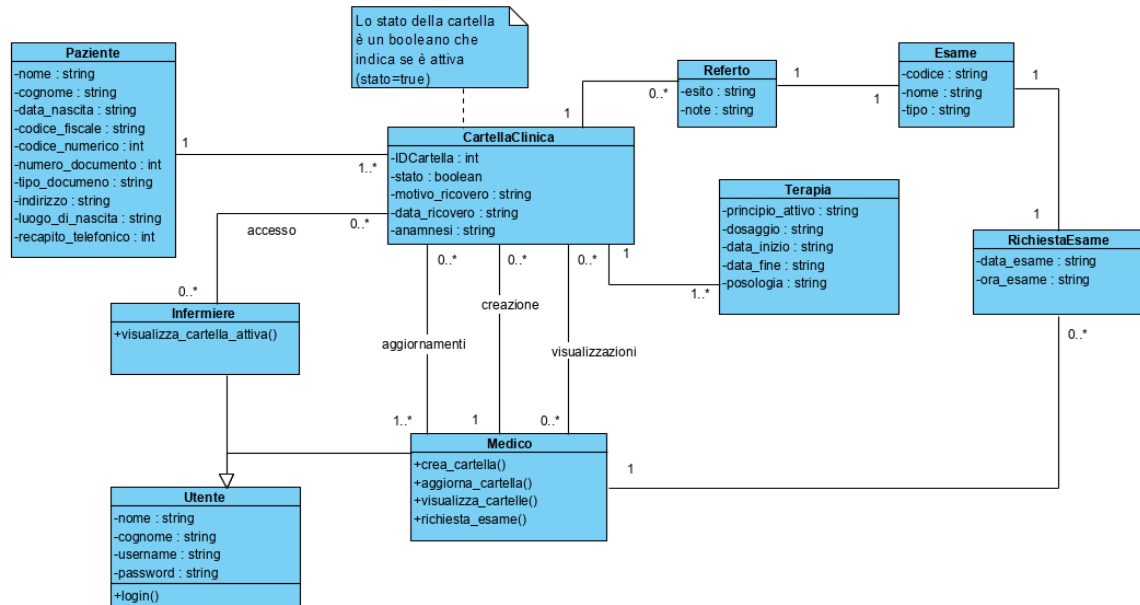 Lo stato della cartella
è un booleano che
indica se è attiva
(stato=true)
Paziente
-nome : string
-cognome : string
-data_nascita : string
-codice_fiscale : string
-codice_numerico : int
-numero_documento : int
-tipo_documeno : string
-indirizzo : string
-luogo_di_nascita : string
-recapito_telefonico : int
1
1..*
CartellaClinica
-IDCartella : int
-stato : boolean
-motivo_ricovero : string
-data_ricovero : string
-anamnesi : string
1
0..*
Referto
-esito : string
-note : string
1
1
Esame
-codice : string
-nome : string
-tipo : string
1
1
RichiestaEsame
-data_esame : string
-ora_esame : string
0..*
1
Terapia
-principio_attivo : string
-dosaggio : string
-data_inizio : string
-data_fine : string
-posologia : string
1
1..*
accesso
0..*
0..*
Infermiere
+visualizza_cartella_attiva()
0..*
0..*
0..*
creazione
aggiornamenti
visualizzazioni
1..*
1
0..*
Medico
+crea_cartella()
+aggiorna_cartella()
+visualizza_cartelle()
+richiesta_esame()
Utente
-nome : string
-cognome : string
-username : string
-password : string
+login()